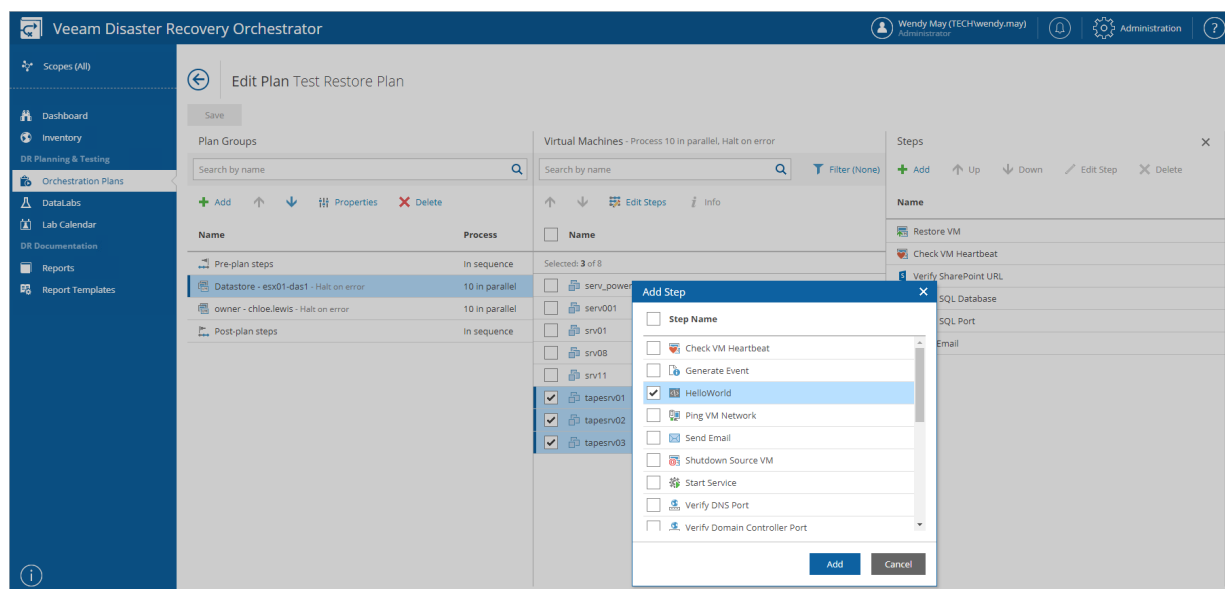 Veeam Disaster Recovery Orchestrator
Wendy May (TECH\wendy.may)
Administrator
Administration
?
Scopes (All)
Dashboard
Inventory
DR Planning & Testing
Orchestration Plans
DataLabs
Lab Calendar
DR Documentation
Reports
Report Templates
Edit Plan Test Restore Plan
Save
Plan Groups
Search by name
Add
Properties
Delete
Name Process
Pre-plan steps In sequence
Datastore - esx01-das1 - Halt on error 10 in parallel
owner - chloe.lewis - Halt on error 10 in parallel
Post-plan steps In sequence
Virtual Machines - Process 10 in parallel, Halt on error
Search by name
Filter (None)
Edit Steps
i Info
Name
Selected: 3 of 8
serv_power
serv001
srv01
srv08
srv11
tapesrv01
tapesrv02
tapesrv03
Steps
Add
Up
Down
Edit Step
Delete
Name
Restore VM
Check VM Heartbeat
Verify SharePoint URL
SQL Database
SQL Port
Email
Add Step
Step Name
Check VM Heartbeat
Generate Event
HelloWorld
Ping VM Network
Send Email
Shutdown Source VM
Start Service
Verify DNS Port
Verify Domain Controller Port
Add
Cancel